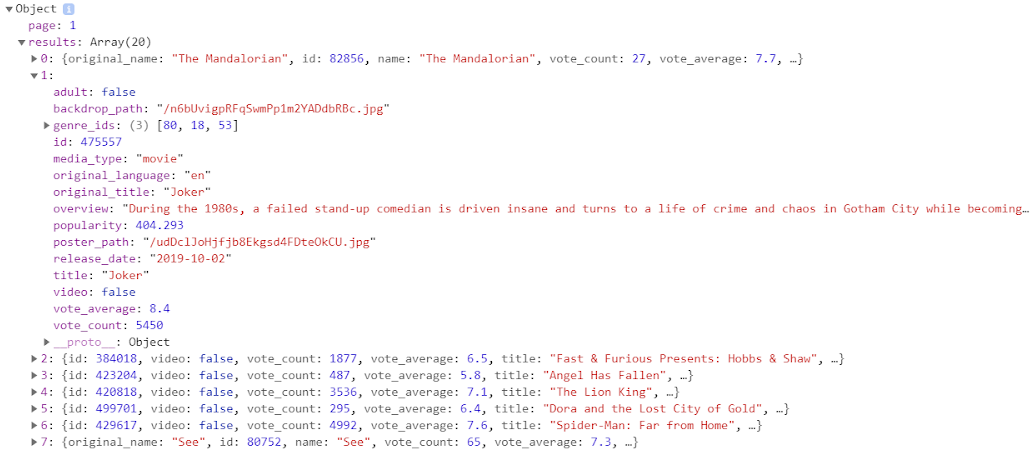 Object i
page: 1
results: Array(20)
0: {original_name: "The Mandalorian", id: 82856, name: "The Mandalorian", vote_count: 27, vote_average: 7.7, …}
1:
adult: false
backdrop_path: "/n6bUvigpRFqSwmPp1m2YADdbRBc.jpg"
genre_ids: (3) [80, 18, 53]
id: 475557
media_type: "movie"
original_language: "en"
original_title: "Joker"
overview: "During the 1980s, a failed stand-up comedian is driven insane and turns to a life of crime and chaos in Gotham City while becoming…
popularity: 404.293
poster_path: "/udDclJoHjfjb8Ekgsd4FDteOkCU.jpg"
release_date: "2019-10-02"
title: "Joker"
video: false
vote_average: 8.4
vote_count: 5450
__proto__: Object
2: {id: 384018, video: false, vote_count: 1877, vote_average: 6.5, title: "Fast & Furious Presents: Hobbs & Shaw", …}
3: {id: 423204, video: false, vote_count: 487, vote_average: 5.8, title: "Angel Has Fallen", …}
4: {id: 420818, video: false, vote_count: 3536, vote_average: 7.1, title: "The Lion King", …}
5: {id: 499701, video: false, vote_count: 295, vote_average: 6.4, title: "Dora and the Lost City of Gold", …}
6: {id: 429617, video: false, vote_count: 4992, vote_average: 7.6, title: "Spider-Man: Far from Home", …}
7: {original_name: "See", id: 80752, name: "See", vote_count: 65, vote_average: 7.3, …}